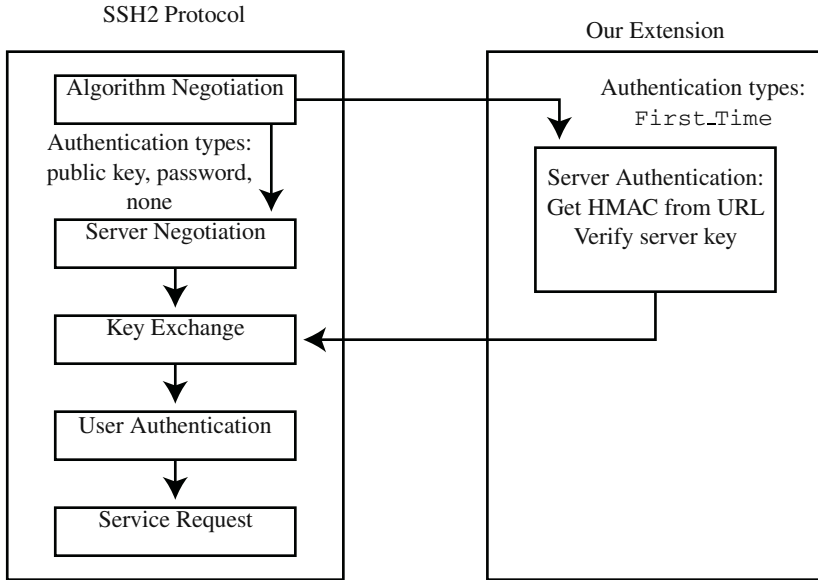 SSH2 Protocol
Algorithm Negotiation
Authentication types:
public key, password,
none
Server Negotiation
Key Exchange
User Authentication
Service Request
Our Extension
Authentication types:
First_Time
Server Authentication:
Get HMAC from URL
Verify server key